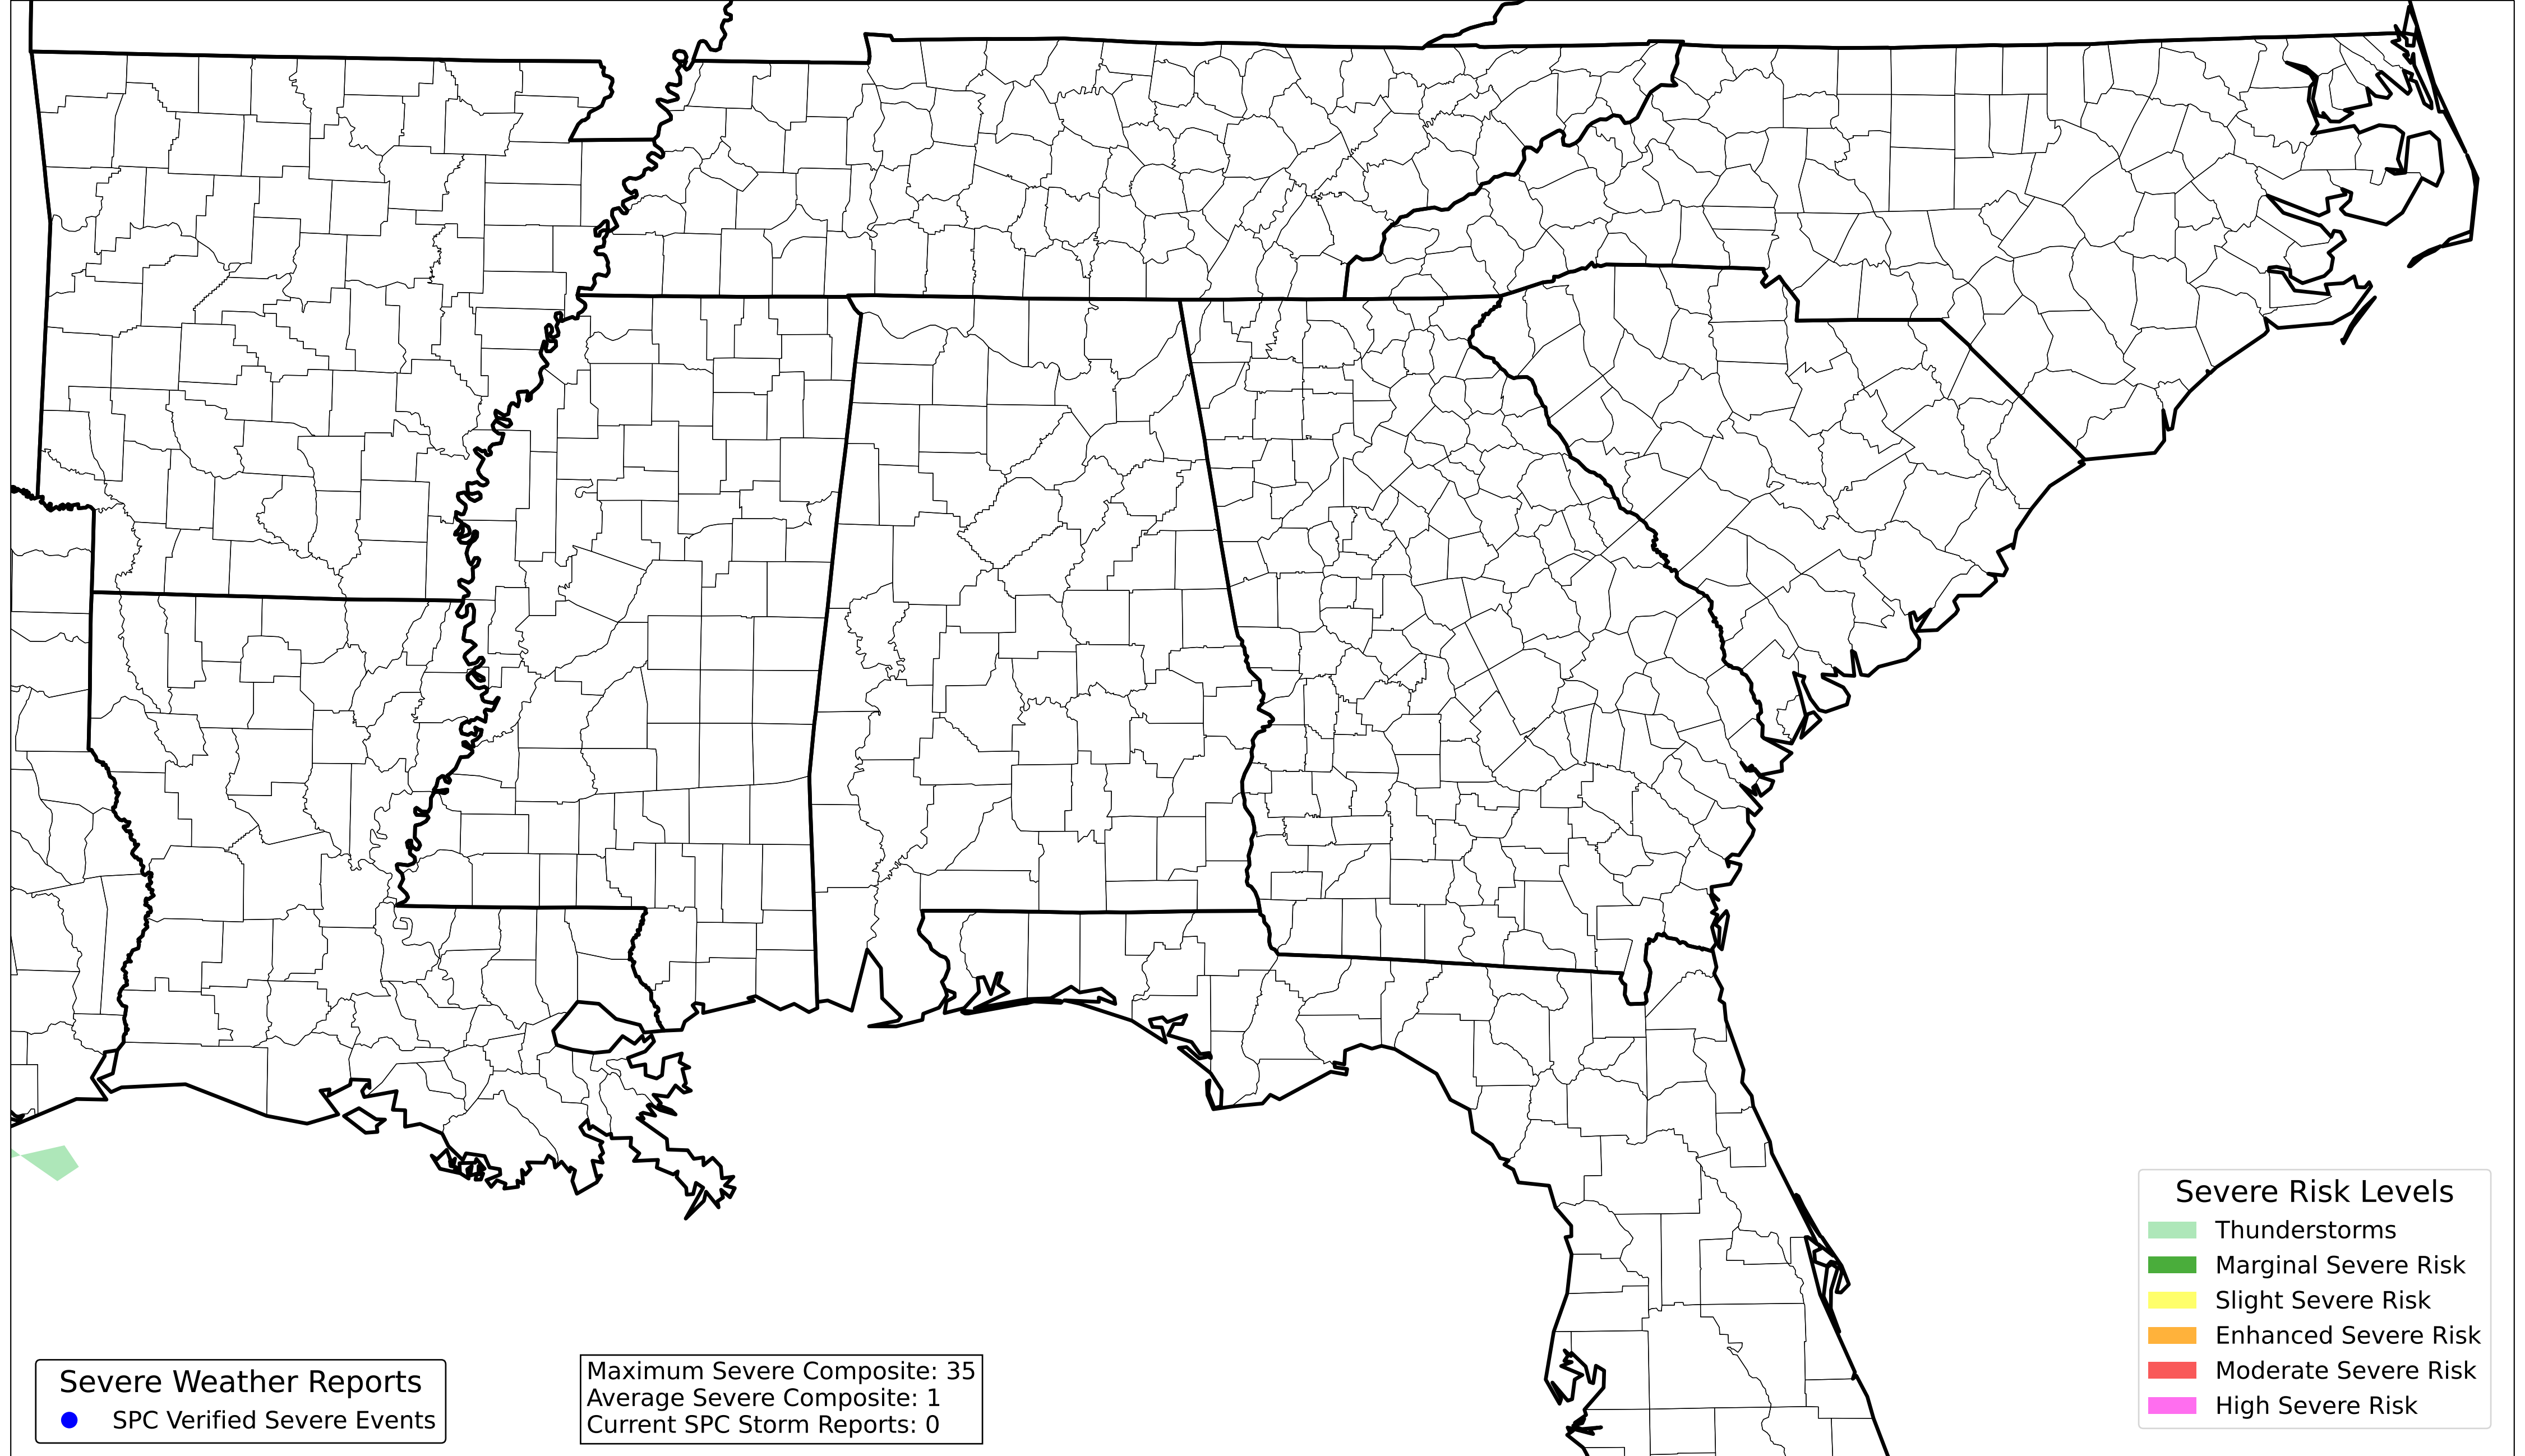 Severe Weather Reports
SPC Verified Severe Events
Maximum Severe Composite: 35
Average Severe Composite: 1
Current SPC Storm Reports: 0
Severe Risk Levels
Thunderstorms
Marginal Severe Risk
Slight Severe Risk
Enhanced Severe Risk
Moderate Severe Risk
High Severe Risk